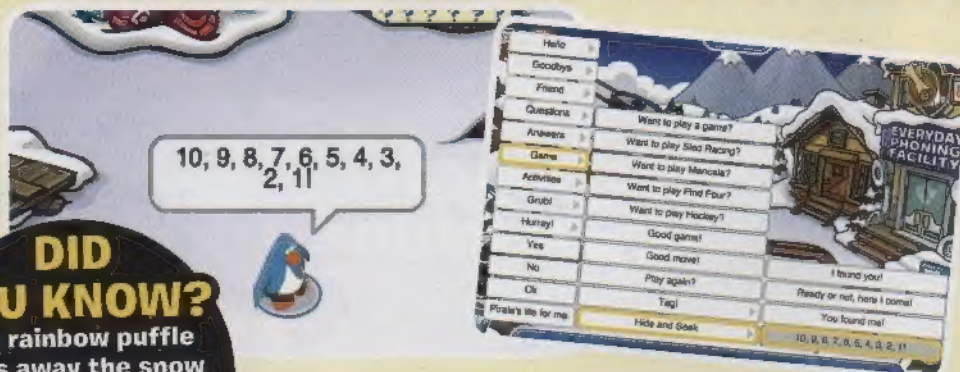 10, 9, 8, 7, 6, 5, 4, 3,
2, 1!
DID
U KNOW?
rainbow puffle
s away the snow
Hello
Goodbye
Friend
Questions
Answers
Game
Activities
Grub!
Hurray!
Yes
No
Ok
Pirate's life for me
Want to play a game?
Want to play Sled Racing?
Want to play Mancala?
Want to play Find Four?
Want to play Hockey?
Good game!
Good move!
Play again?
Tag!
Hide and Seek
I found you!
Ready or not, here I come!
You found me!
10, 9, 8, 7, 6, 5, 4, 3, 2, 1!
EVERYDAY
PHONING
FACILITY
? ? ? ? ? ?